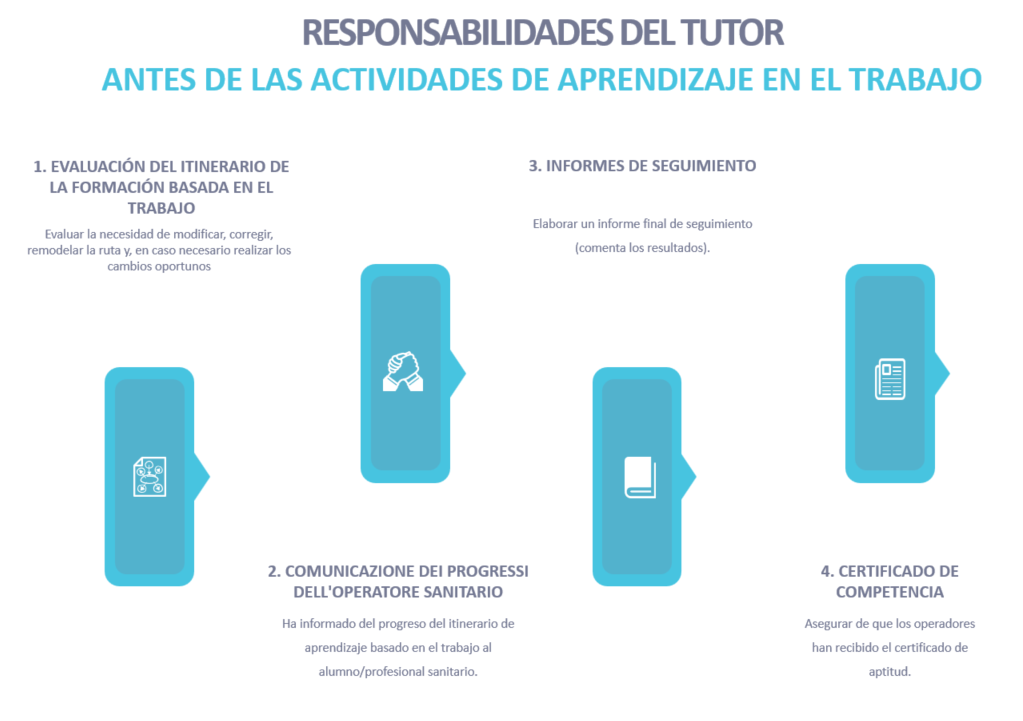 RESPONSABILIDADES DEL TUTOR
ANTES DE LAS ACTIVIDADES DE APRENDIZAJE EN EL TRABAJO
1. EVALUACIÓN DEL ITINERARIO DE
LA FORMACIÓN BASADA EN EL
TRABAJO
Evaluar la necesidad de modificar, corregir,
remodelar la ruta y, en caso necesario realizar los
cambios oportunos
2. COMUNICAZIONE DEI PROGRESSI
DELL'OPERATORE SANITARIO
Ha informado del progreso del itinerario de
aprendizaje basado en el trabajo al
alumno/profesional sanitario.
3. INFORMES DE SEGUIMIENTO
Elaborar un informe final de seguimiento
(comenta los resultados).
4. CERTIFICADO DE
COMPETENCIA
Asegurar de que los operadores
han recibido el certificado de
aptitud.